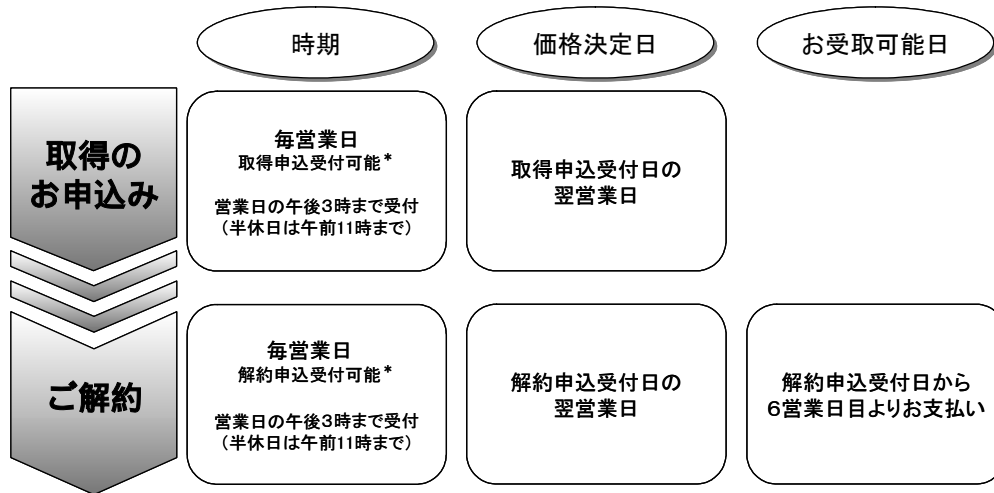 時期
価格決定日
お受取可能日
取得の
お申込み
毎営業日
取得申込受付可能*
営業日の午後3時まで受付
(半休日は午前11時まで)
取得申込受付日の
翌営業日
ご解約
毎営業日
解約申込受付可能*
営業日の午後3時まで受付
(半休日は午前11時まで)
解約申込受付日の
翌営業日
解約申込受付日から
6営業日目よりお支払い